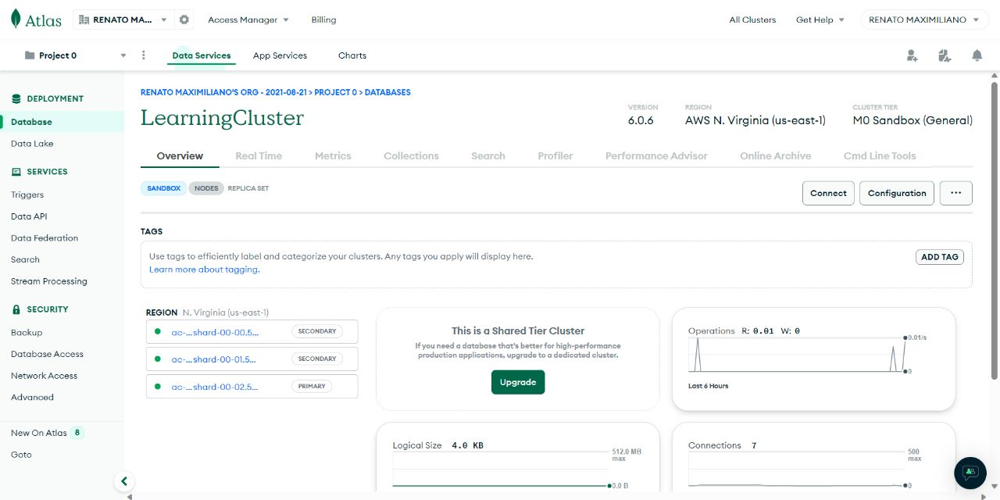 Atlas
RENATO MA...
Access Manager
Billing
All Clusters
Get Help
RENATO MAXIMILIANO
Project 0
Data Services
App Services
Charts
DEPLOYMENT
Database
Data Lake
SERVICES
Triggers
Data API
Data Federation
Search
Stream Processing
SECURITY
Backup
Database Access
Network Access
Advanced
New On Atlas 8
Goto
RENATO MAXIMILIANO'S ORG - 2021-08-21 > PROJECT 0 > DATABASES
LearningCluster
VERSION
6.0.6
REGION
AWS N. Virginia (us-east-1)
CLUSTER TIER
M0 Sandbox (General)
Overview
Real Time
Metrics
Collections
Search
Profiler
Performance Advisor
Online Archive
Cmd Line Tools
SANDBOX
NODES
REPLICA SET
Connect
Configuration
...
TAGS
Use tags to efficiently label and categorize your clusters. Any tags you apply will display here.
Learn more about tagging.
ADD TAG
REGION N. Virginia (us-east-1)
ac-...shard-00-00.5... SECONDARY
ac-...shard-00-01.5... SECONDARY
ac-...shard-00-02.5... PRIMARY
This is a Shared Tier Cluster
If you need a database that's better for high-performance
production applications, upgrade to a dedicated cluster.
Upgrade
Operations R: 0.01 W: 0
0.01/s
0
Last 6 Hours
Logical Size 4.0 KB
512.0 MB
max
0.0 B
Connections 7
500
max
0